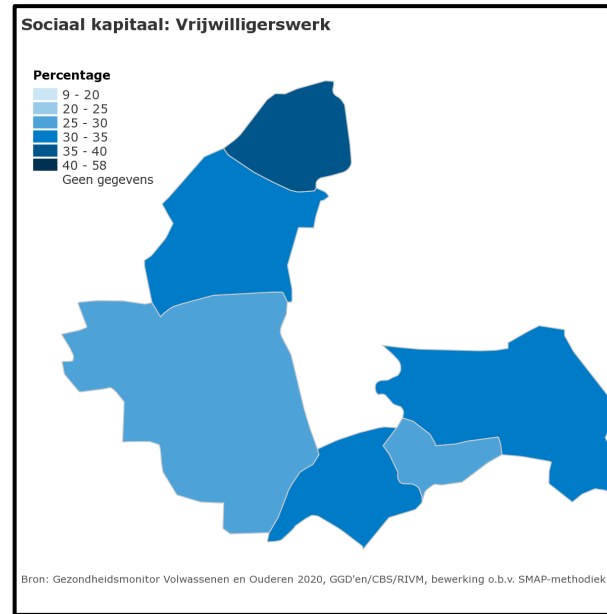 Sociaal kapitaal: Vrijwilligerswerk
Percentage
9 - 20
20 - 25
25 - 30
30 - 35
35 - 40
40 - 58
Geen gegevens
Bron: Gezondheidsmonitor Volwassenen en Ouderen 2020, GGD'en/CBS/RIVM, bewerking o.b.v. SMAP-methodiek